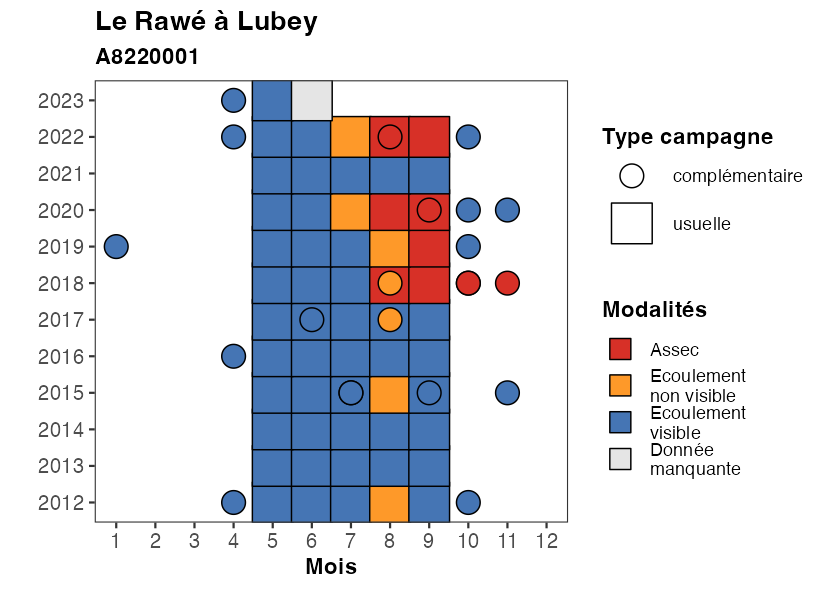 Le Rawé à Lubey
A8220001
2023
2022
2021
2020
2019
2018
2017
2016
2015
2014
2013
2012
1 2 3 4 5 6 7 8 9 10 11 12
Mois
Type campagne
complémentaire
usuelle
Modalités
Assec
Ecoulement
non visible
Ecoulement
visible
Donnée
manquante